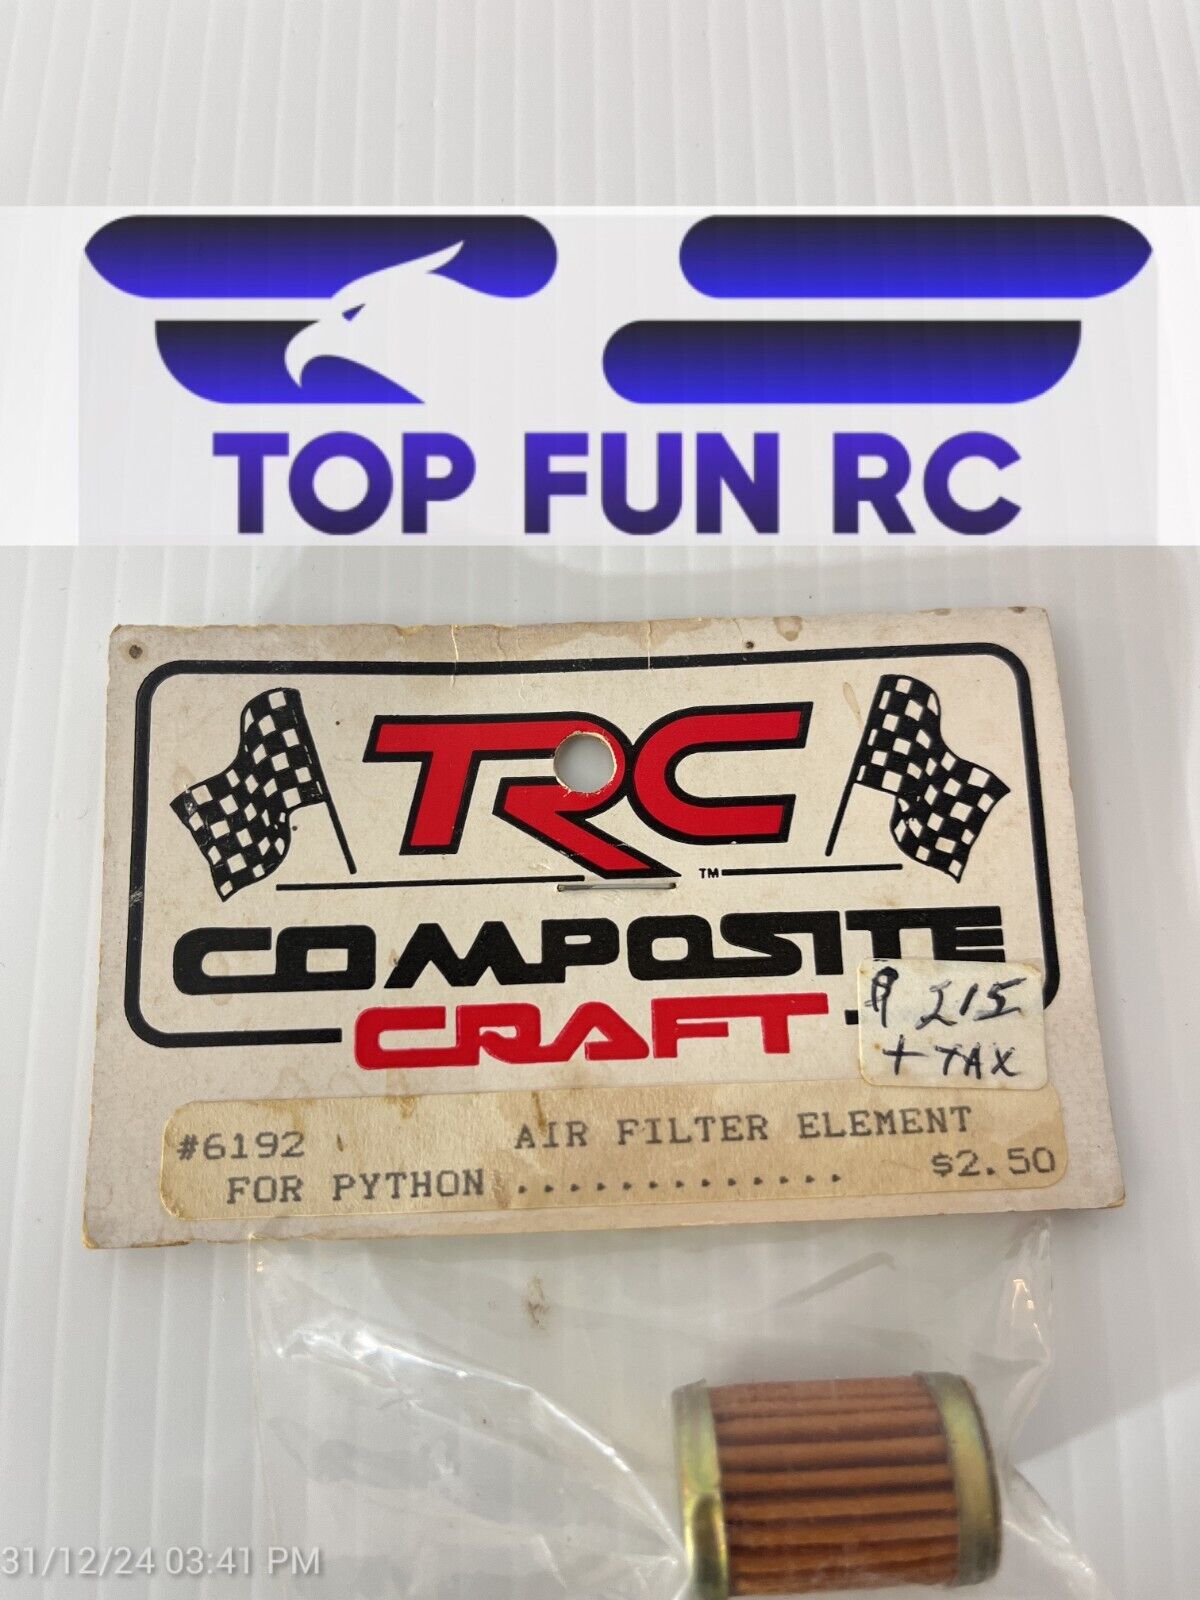 TOP FUN RC
TRC
TM
COMPOSITE
CRAFT
215
+ TAX
#6192 AIR FILTER ELEMENT
FOR PYTHON ............. $2.50
31/12/24 03:41 PM